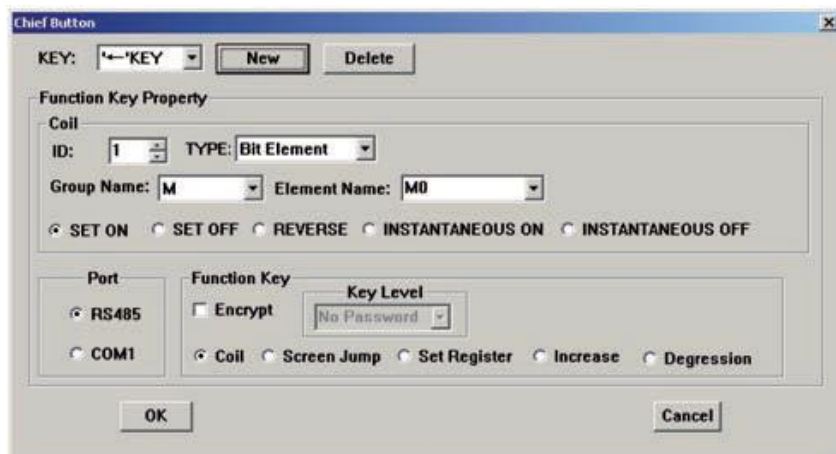 Chief Button
KEY: '←'KEY New Delete
Function Key Property
Coil
ID: 1 TYPE: Bit Element
Group Name: M Element Name: M0
SET ON SET OFF REVERSE INSTANTANEOUS ON INSTANTANEOUS OFF
Port
RS485
COM1
Function Key
Encrypt
Key Level
No Password
Coil Screen Jump Set Register Increase Degression
OK Cancel